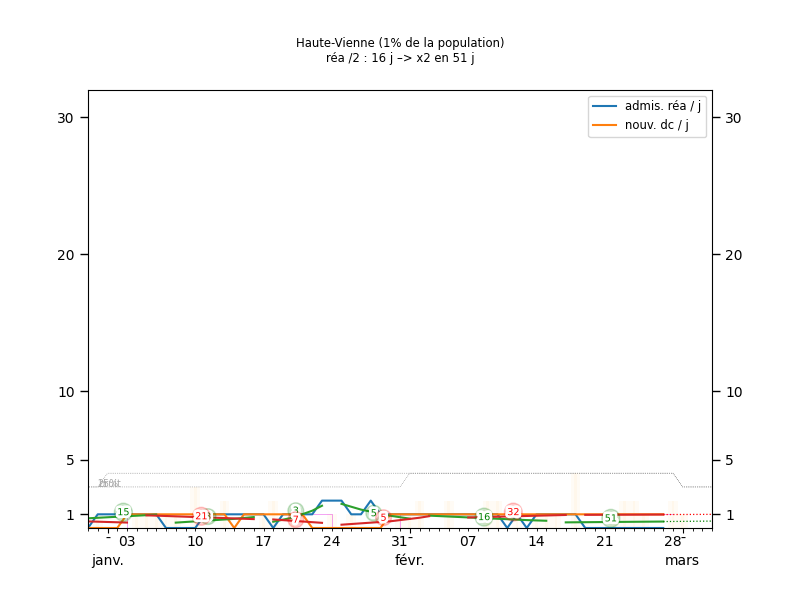 Haute-Vienne (1% de la population)
réa /2 : 16 j –> x2 en 51 j
admis. réa / j
nouv. dc / j
30 30
20 20
10 10
5 5
1 1
15 21 3 7 5 5 16 32 51
- 03 10 17 24 31- 07 14 21 28-
janv. févr. mars